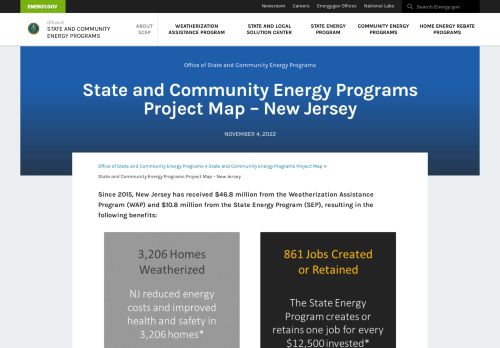 ENERGY.GOV
Newsroom Careers Energy.gov Offices National Labs Search Energy.gov
Office of
STATE AND COMMUNITY
ENERGY PROGRAMS
ABOUT
SCEP
WEATHERIZATION
ASSISTANCE PROGRAM
STATE AND LOCAL
SOLUTION CENTER
STATE ENERGY
PROGRAM
COMMUNITY ENERGY
PROGRAMS
HOME ENERGY REBATE
PROGRAMS
Office of State and Community Energy Programs
State and Community Energy Programs
Project Map – New Jersey
NOVEMBER 4, 2022
Office of State and Community Energy Programs » State and Community Energy Programs Project Map »
State and Community Energy Programs Project Map – New Jersey
Since 2015, New Jersey has received $46.8 million from the Weatherization Assistance
Program (WAP) and $10.8 million from the State Energy Program (SEP), resulting in the
following benefits:
3,206 Homes
Weatherized
NJ reduced energy
costs and improved
health and safety in
3,206 homes*
861 Jobs Created
or Retained
The State Energy
Program creates or
retains one job for every
$12,500 invested*